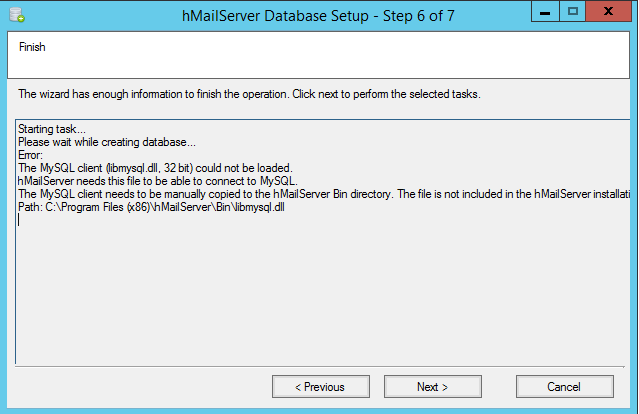 hMailServer Database Setup - Step 6 of 7
Finish
The wizard has enough information to finish the operation. Click next to perform the selected tasks.
Starting task...
Please wait while creating database...
Error:
The MySQL client (libmysql.dll, 32 bit) could not be loaded.
hMailServer needs this file to be able to connect to MySQL.
The MySQL client needs to be manually copied to the hMailServer Bin directory. The file is not included in the hMailServer installati
Path: C:\Program Files (x86)\hMailServer\Bin\libmysql.dll
< Previous
Next >
Cancel